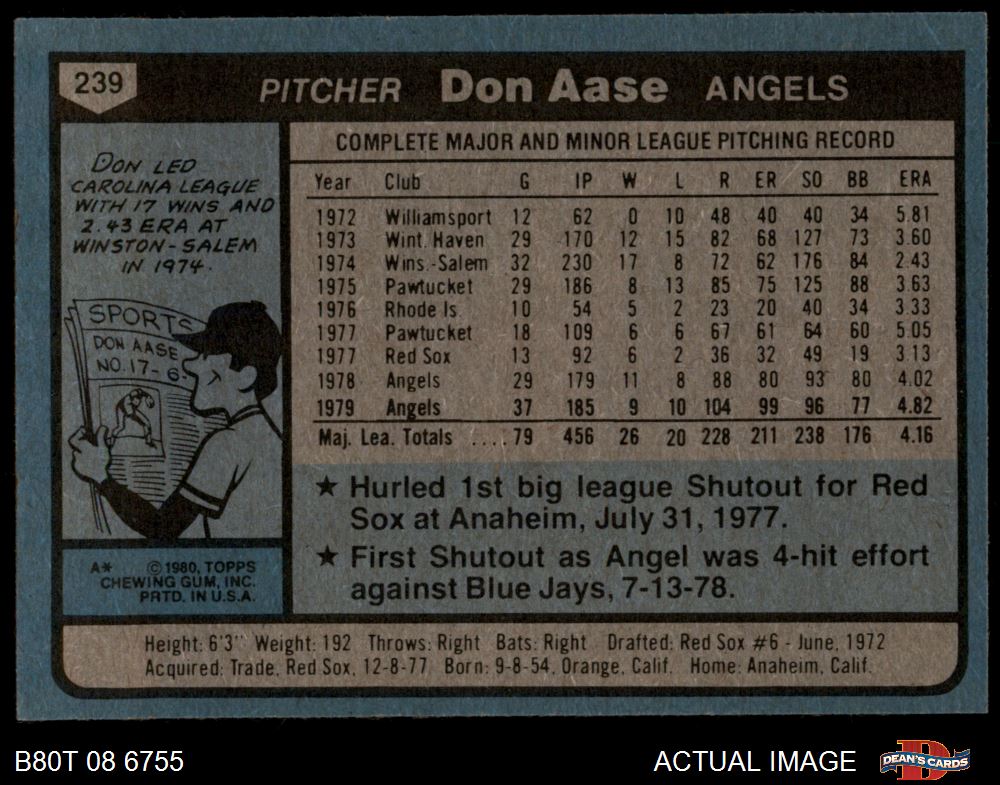 239 PITCHER Don Aase ANGELS
DON LED
CAROLINA LEAGUE
WITH 17 WINS AND
2.43 ERA AT
WINSTON-SALEM
IN 1974.
SPORTS
DON AASE
NO. 17-6-
A* ©1980, TOPPS
CHEWING GUM, INC.
PRTD. IN U.S.A.
COMPLETE MAJOR AND MINOR LEAGUE PITCHING RECORD
Year Club G IP W L R ER SO BB ERA
1972 Williamsport 12 62 0 10 48 40 40 34 5.81
1973 Wint. Haven 29 170 12 15 82 68 127 73 3.60
1974 Wins.-Salem 32 230 17 8 72 62 176 84 2.43
1975 Pawtucket 29 186 8 13 85 75 125 88 3.63
1976 Rhode Is. 10 54 5 2 23 20 40 34 3.33
1977 Pawtucket 18 109 6 6 67 61 64 60 5.05
1977 Red Sox 13 92 6 2 36 32 49 19 3.13
1978 Angels 29 179 11 8 88 80 93 80 4.02
1979 Angels 37 185 9 10 104 99 96 77 4.82
Maj. Lea. Totals .... 79 456 26 20 228 211 238 176 4.16
★ Hurled 1st big league Shutout for Red
Sox at Anaheim, July 31, 1977.
★ First Shutout as Angel was 4-hit effort
against Blue Jays, 7-13-78.
Height: 6'3" Weight: 192 Throws: Right Bats: Right Drafted: Red Sox #6 - June, 1972
Acquired: Trade, Red Sox, 12-8-77 Born: 9-8-54, Orange, Calif. Home: Anaheim, Calif.
B80T 08 6755 ACTUAL IMAGE D DEAN'S CARDS